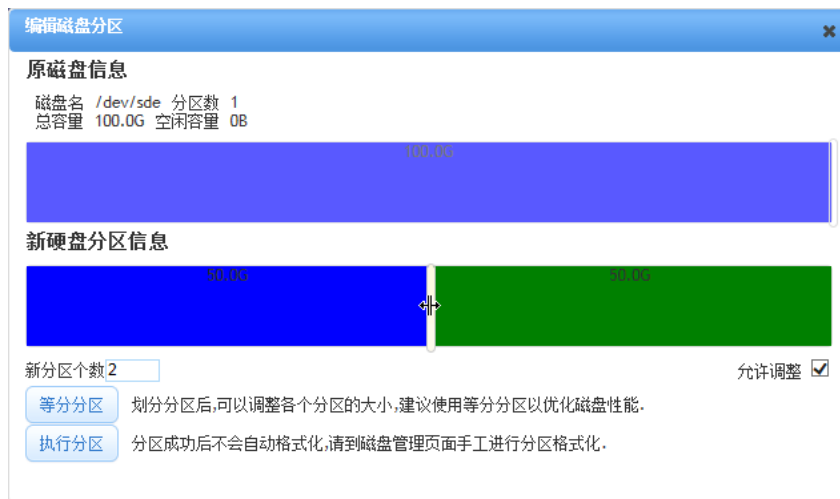 编辑磁盘分区
原磁盘信息
磁盘名 /dev/sde 分区数 1
总容量 100.0G 空闲容量 0B
100.0G
新硬盘分区信息
50.0G 50.0G
新分区个数 2 允许调整
等分分区 划分分区后,可以调整各个分区的大小,建议使用等分分区以优化磁盘性能.
执行分区 分区成功后不会自动格式化,请到磁盘管理页面手工进行分区格式化.